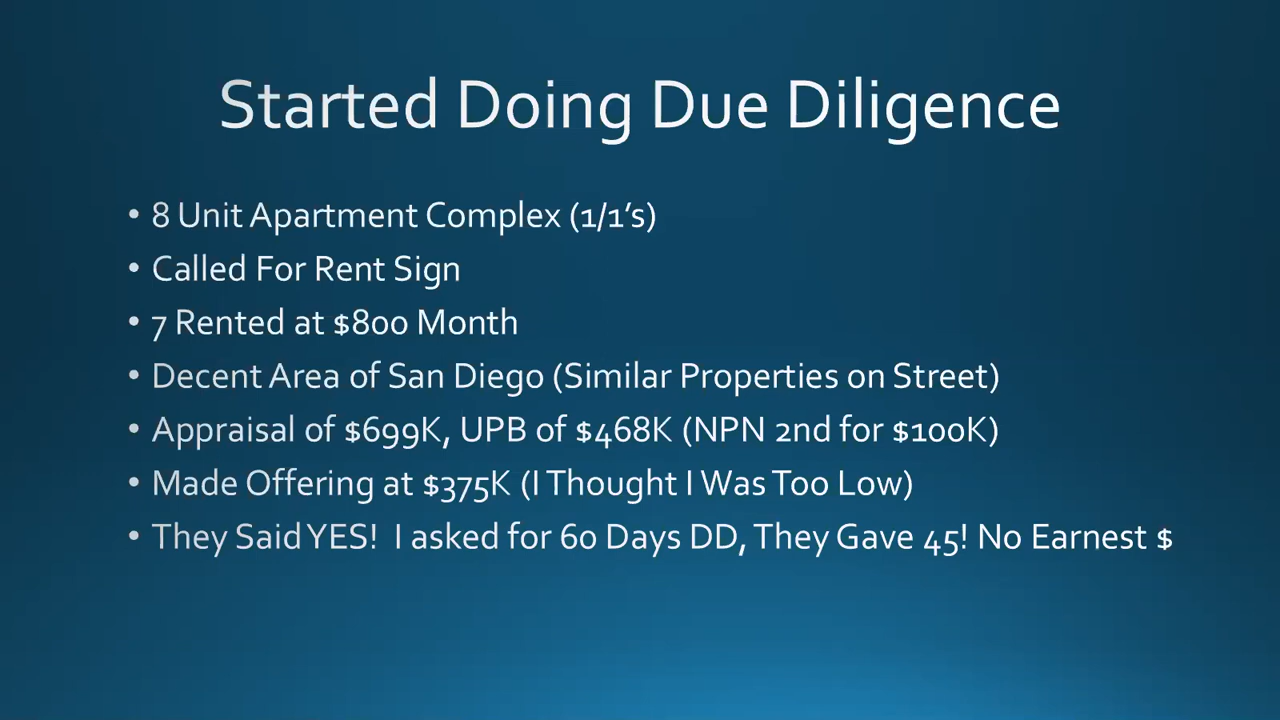 Started Doing Due Diligence
• 8 Unit Apartment Complex (1/1’s)
• Called For Rent Sign
• 7 Rented at $800 Month
• Decent Area of San Diego (Similar Properties on Street)
• Appraisal of $699K, UPB of $468K (NPN 2nd for $100K)
• Made Offering at $375K (I Thought I Was Too Low)
• They Said YES!  I asked for 60 Days DD, They Gave 45! No Earnest $